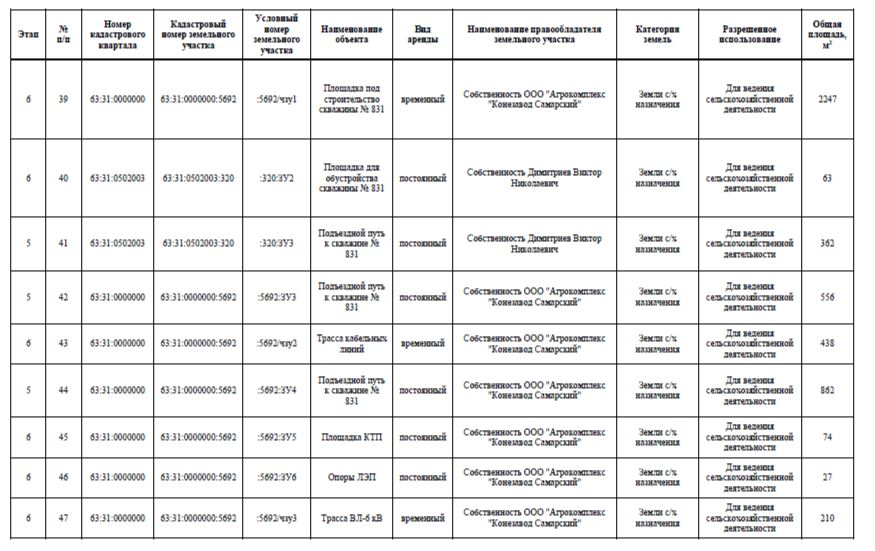 Этап
№
п/п
Номер
кадастрового
квартала
Кадастровый
номер земельного
участка
Условный
номер
земельного
участка
Наименование
объекта
Вид
аренды
Наименование правообладателя
земельного участка
Категория
земель
Разрешенное
использование
Общая
площадь,
м²
6
39
63:31:0000000
63:31:0000000:5692
:5692/чзу1
Площадка под
строительство
скважины № 831
временный
Собственность ООО "Агрокомплекс
"Конезавод Самарский"
Земли с/х
назначения
Для ведения
сельскохозяйственной
деятельности
2247
6
40
63:31:0502003
63:31:0502003:320
:320:ЗУ2
Площадка для
обустройства
скважины № 831
постоянный
Собственность Димитриев Виктор
Николаевич
Земли с/х
назначения
Для ведения
сельскохозяйственной
деятельности
63
5
41
63:31:0502003
63:31:0502003:320
:320:ЗУ3
Подъездной путь
к скважине №
831
постоянный
Собственность Димитриев Виктор
Николаевич
Земли с/х
назначения
Для ведения
сельскохозяйственной
деятельности
362
5
42
63:31:0000000
63:31:0000000:5692
:5692:ЗУ3
Подъездной путь
к скважине №
831
постоянный
Собственность ООО "Агрокомплекс
"Конезавод Самарский"
Земли с/х
назначения
Для ведения
сельскохозяйственной
деятельности
556
6
43
63:31:0000000
63:31:0000000:5692
:5692/чзу2
Трасса кабельных
линий
временный
Собственность ООО "Агрокомплекс
"Конезавод Самарский"
Земли с/х
назначения
Для ведения
сельскохозяйственной
деятельности
438
5
44
63:31:0000000
63:31:0000000:5692
:5692:ЗУ4
Подъездной путь
к скважине №
831
постоянный
Собственность ООО "Агрокомплекс
"Конезавод Самарский"
Земли с/х
назначения
Для ведения
сельскохозяйственной
деятельности
862
6
45
63:31:0000000
63:31:0000000:5692
:5692:ЗУ5
Площадка КТП
постоянный
Собственность ООО "Агрокомплекс
"Конезавод Самарский"
Земли с/х
назначения
Для ведения
сельскохозяйственной
деятельности
74
6
46
63:31:0000000
63:31:0000000:5692
:5692:ЗУ6
Опоры ЛЭП
постоянный
Собственность ООО "Агрокомплекс
"Конезавод Самарский"
Земли с/х
назначения
Для ведения
сельскохозяйственной
деятельности
27
6
47
63:31:0000000
63:31:0000000:5692
:5692/чзу3
Трасса ВЛ-6 кВ
временный
Собственность ООО "Агрокомплекс
"Конезавод Самарский"
Земли с/х
назначения
Для ведения
сельскохозяйственной
деятельности
210